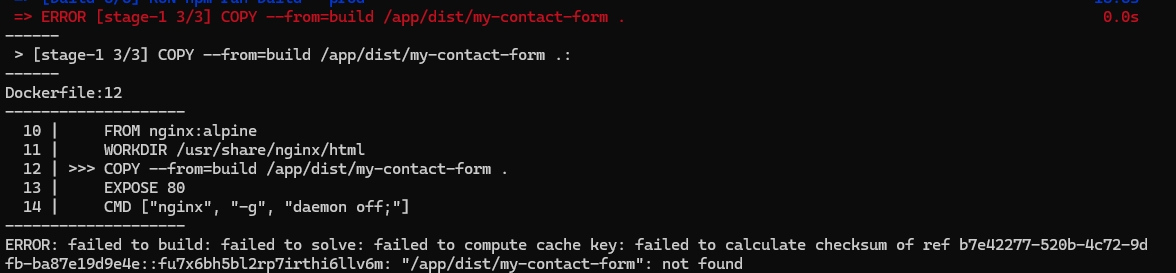 => ERROR [stage-1 3/3] COPY --from=build /app/dist/my-contact-form . 0.0s
------
 > [stage-1 3/3] COPY --from=build /app/dist/my-contact-form .:
------
Dockerfile:12
--------------------
  10 |     FROM nginx:alpine
  11 |     WORKDIR /usr/share/nginx/html
  12 | >>> COPY --from=build /app/dist/my-contact-form .
  13 |     EXPOSE 80
  14 |     CMD ["nginx", "-g", "daemon off;"]
--------------------
ERROR: failed to build: failed to solve: failed to compute cache key: failed to calculate checksum of ref b7e42277-520b-4c72-9d
fb-ba87e19d9e4e::fu7x6bh5bl2rp7irthi6llv6m: "/app/dist/my-contact-form": not found